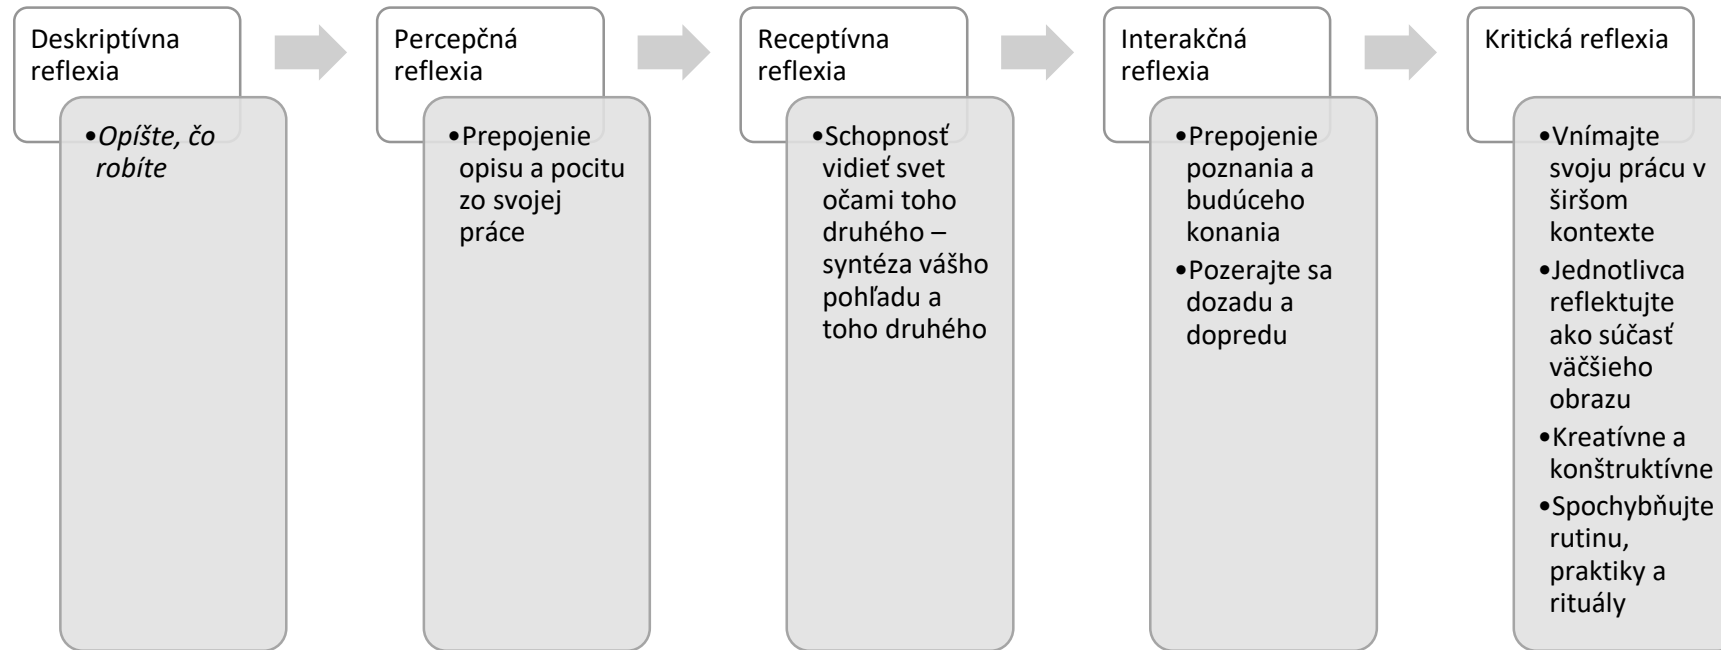 Deskriptívna
reflexia
•Opíšte, čo
robíte
Percepčná
reflexia
•Prepojenie
opisu a pocitu
zo svojej
práce
Receptívna
reflexia
•Schopnosť
vidieť svet
očami toho
druhého –
syntéza vášho
pohľadu a
toho druhého
Interakčná
reflexia
•Prepojenie
poznania a
budúceho
konania
•Pozerajte sa
dozadu a
dopredu
Kritická reflexia
•Vnímajte
svoju prácu v
širšom
kontexte
•Jednotlivca
reflektujte
ako súčasť
väčšieho
obrazu
•Kreatívne a
konštruktívne
•Spochybňujte
rutinu,
praktiky a
rituály